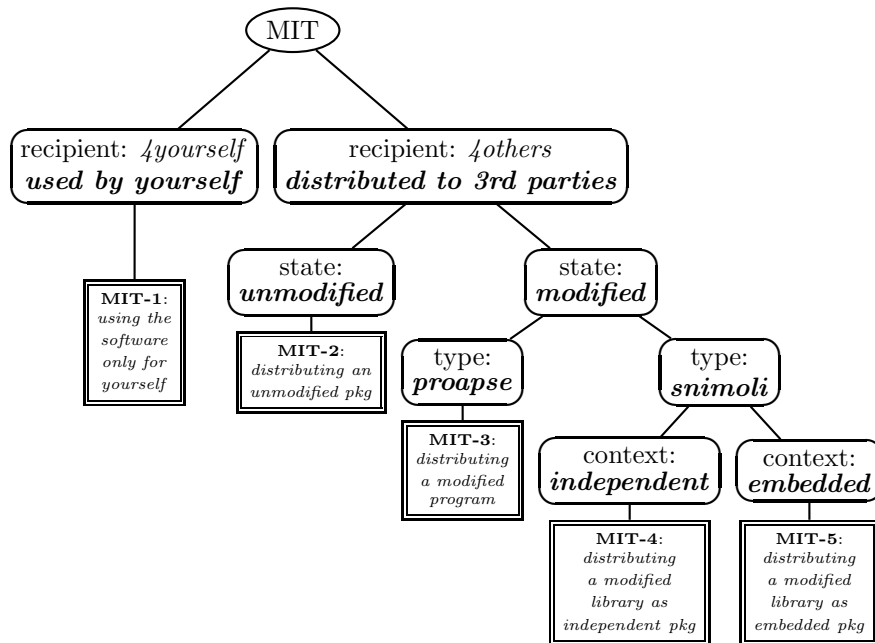 MIT
recipient: 4yourself
used by yourself
recipient: 4others
distributed to 3rd parties
state:
unmodified
state:
modified
MIT-1:
using the
software
only for
yourself
MIT-2:
distributing an
unmodified pkg
type:
proapse
type:
snimoli
MIT-3:
distributing
a modified
program
context:
independent
context:
embedded
MIT-4:
distributing
a modified
library as
independent pkg
MIT-5:
distributing
a modified
library as
embedded pkg